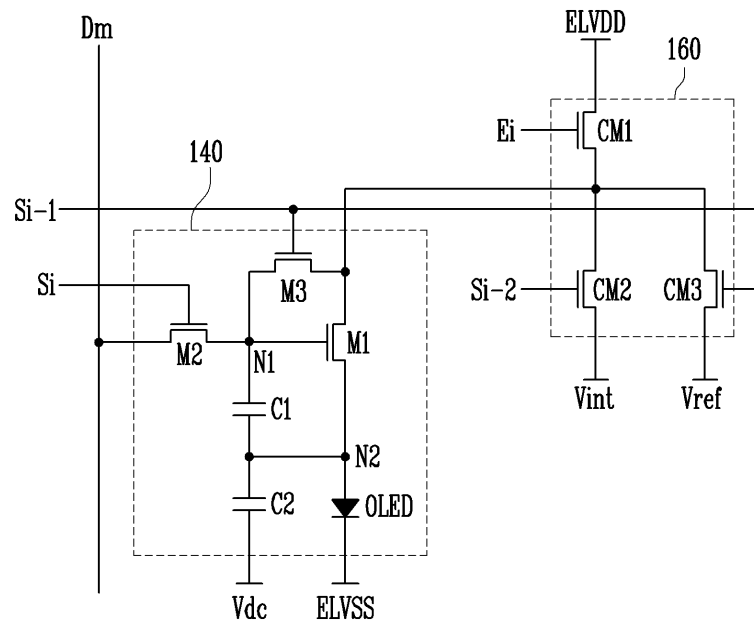 Dm
ELVDD
160
Ei
CM1
140
Si-1
Si
M3
Si-2
CM2
CM3
M2
N1
M1
Vint
Vref
C1
N2
C2
OLED
Vdc
ELVSS